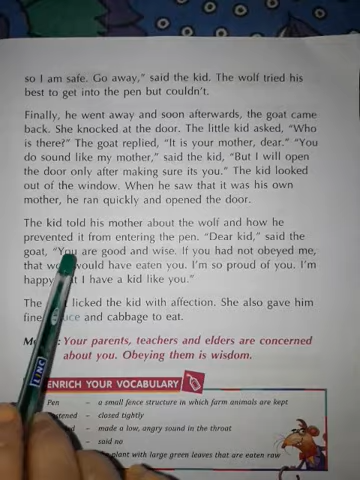 so I am safe. Go away," said the kid. The wolf tried his
best to get into the pen but couldn't.
Finally, he went away and soon afterwards, the goat came
back. She knocked at the door. The little kid asked, "Who
is there?" The goat replied, "It is your mother, dear." "You
do sound like my mother," said the kid, "But I will open
the door only after making sure its you." The kid looked
out of the window. When he saw that it was his own
mother, he ran quickly and opened the door.
The kid told his mother about the wolf and how he
prevented it from entering the pen. "Dear kid," said the
goat, "You are good and wise. If you had not obeyed me,
that would have eaten you. I'm so proud of you. I'm
happy I have a kid like you."
The licked the kid with affection. She also gave him
fine and cabbage to eat.
Your parents, teachers and elders are concerned
about you. Obeying them is wisdom.
ENRICH YOUR VOCABULARY
Pen - a small fence structure in which farm animals are kept
- closed tightly
- made a low, angry sound in the throat
- said no
plant with large green leaves that are eaten raw
LINC